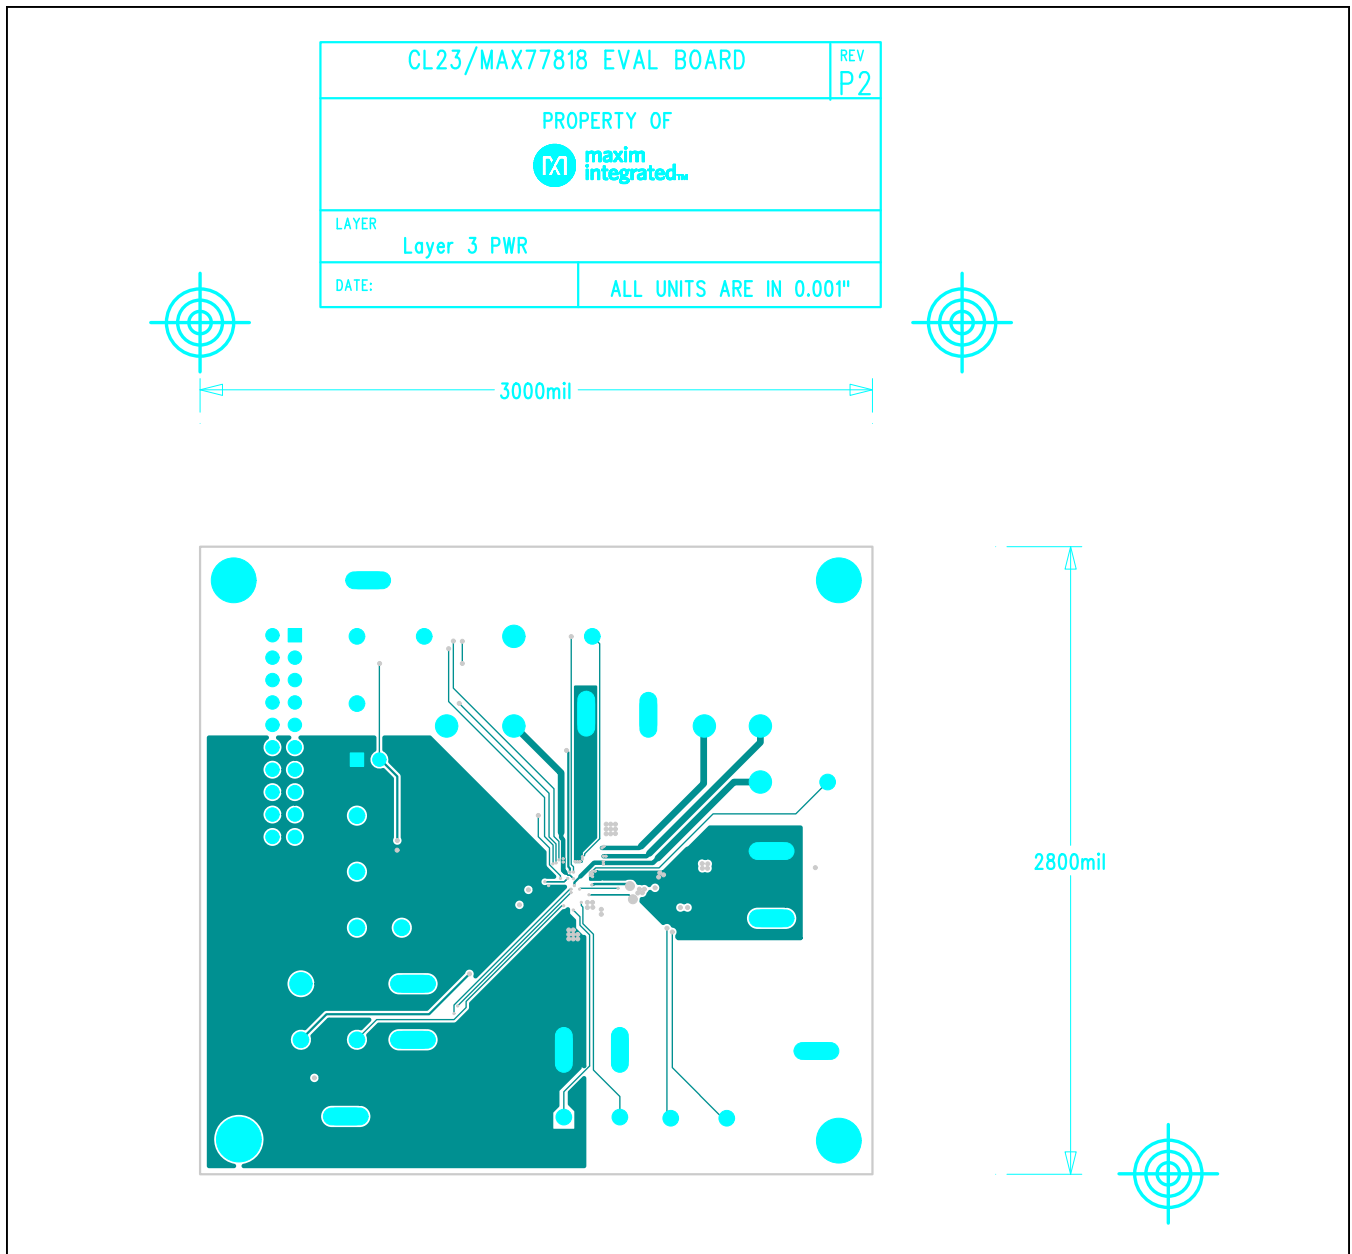 CL23/MAX77818 EVAL BOARD
REV
P2
PROPERTY OF
maxim
integrated™
LAYER
Layer 3 PWR
DATE:
ALL UNITS ARE IN 0.001"
3000mil
2800mil